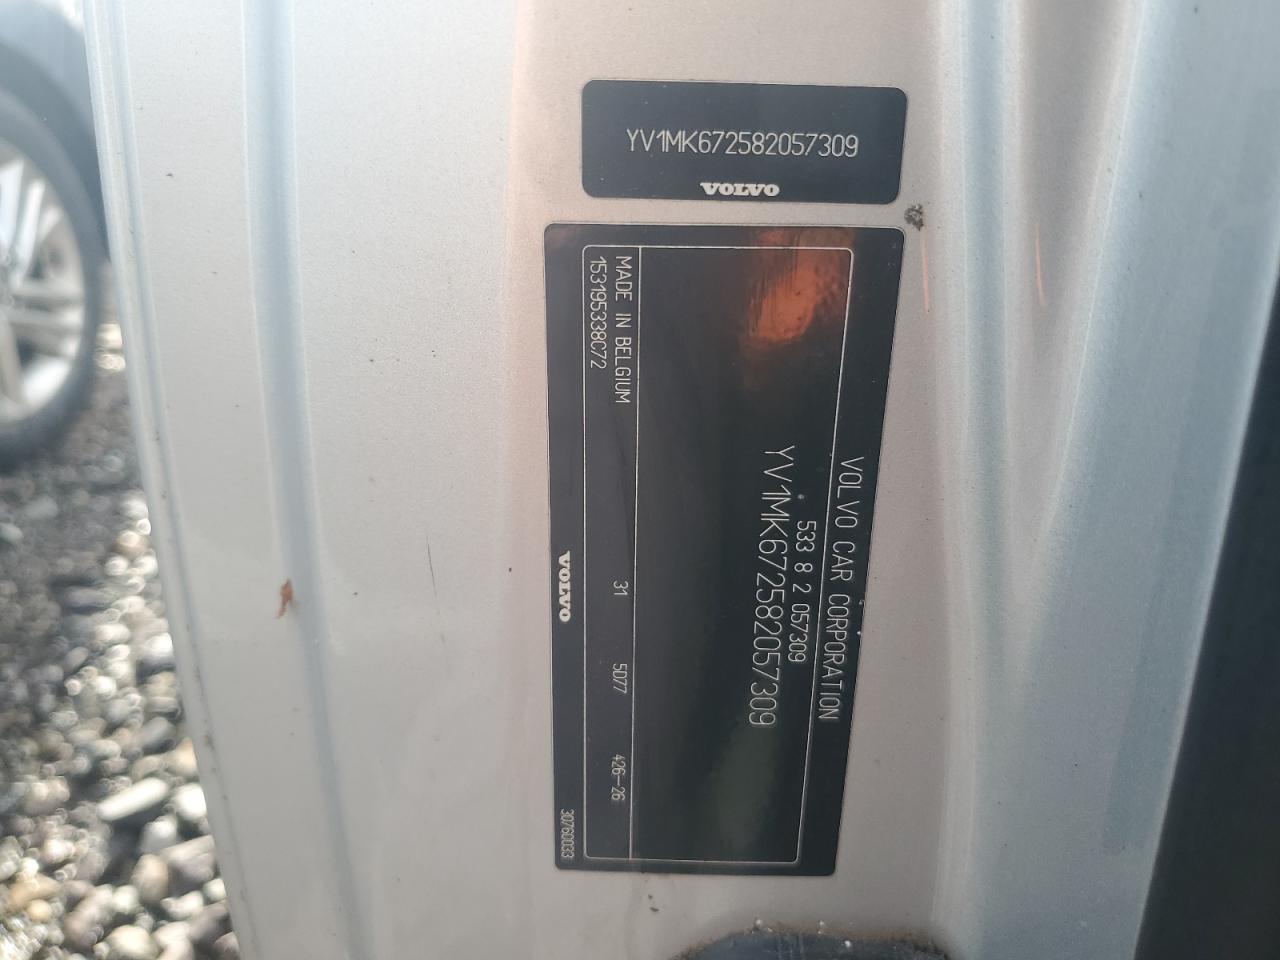 YV1MK672582057309
VOLVO
VOLVO CAR CORPORATION
533 8 2 057309
YV1MK672582057309
MADE IN BELGIUM 31 5077 426-26
153195338C72
VOLVO
30760033